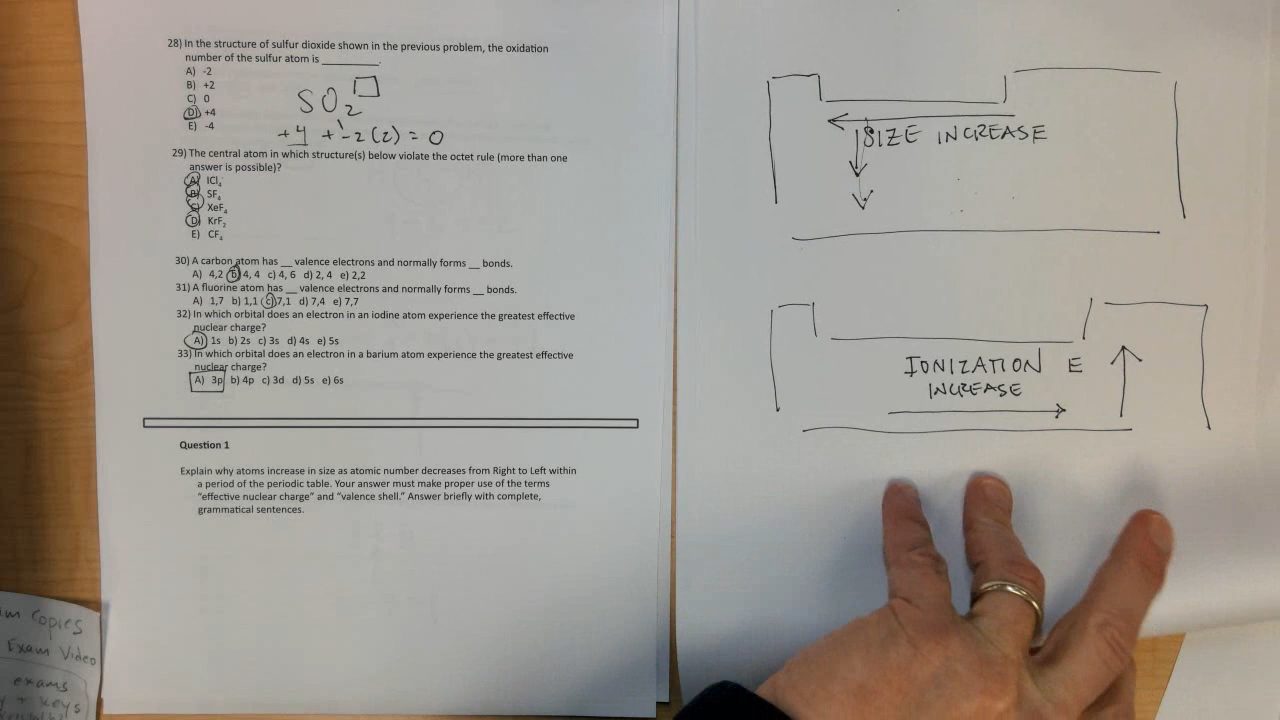 28) In the structure of sulfur dioxide shown in the previous problem, the oxidation
number of the sulfur atom is ________.
A) -2
B) +2
C) 0
D) +4
E) -4
SO2
+4 + -2(2) = 0
29) The central atom in which structure(s) below violate the octet rule (more than one
answer is possible)?
A) ICl4
B) SF4
C) XeF4
D) KrF2
E) CF4
30) A carbon atom has __ valence electrons and normally forms __ bonds.
A) 4,2 b) 4, 4 c) 4, 6 d) 2, 4 e) 2,2
31) A fluorine atom has __ valence electrons and normally forms __ bonds.
A) 1,7 b) 1,1 c) 7,1 d) 7,4 e) 7,7
32) In which orbital does an electron in an iodine atom experience the greatest effective
nuclear charge?
A) 1s b) 2s c) 3s d) 4s e) 5s
33) In which orbital does an electron in a barium atom experience the greatest effective
nuclear charge?
A) 3p b) 4p c) 3d d) 5s e) 6s
Question 1
Explain why atoms increase in size as atomic number decreases from Right to Left within
a period of the periodic table. Your answer must make proper use of the terms
“effective nuclear charge” and “valence shell.” Answer briefly with complete,
grammatical sentences.
SIZE INCREASE
IONIZATION E
INCREASE
Copies
Exam Video
exams
+ keys